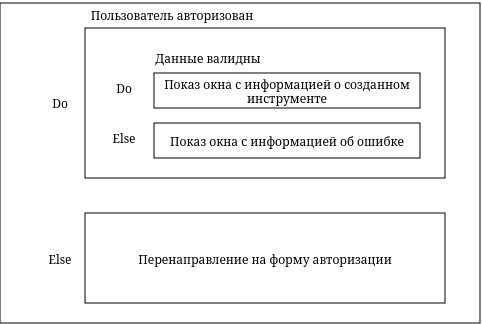 Пользователь авторизован
Данные валидны
Do
Показ окна с информацией о созданном
инструменте
Do
Else
Показ окна с информацией об ошибке
Else
Перенаправление на форму авторизации